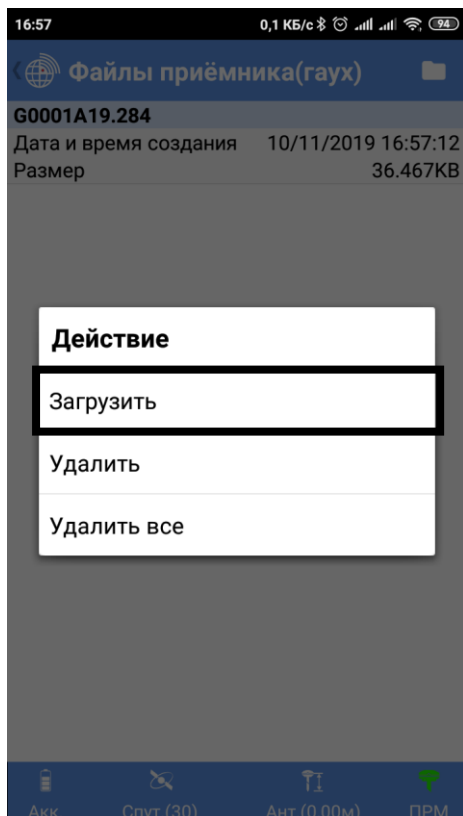 16:57 0,1 КБ/с 94
Файлы приёмника(гаух)
G0001A19.284
Дата и время создания 10/11/2019 16:57:12
Размер 36.467KB
Действие
Загрузить
Удалить
Удалить все
Акк Спут (30) Ант (0.00м) ПРМ